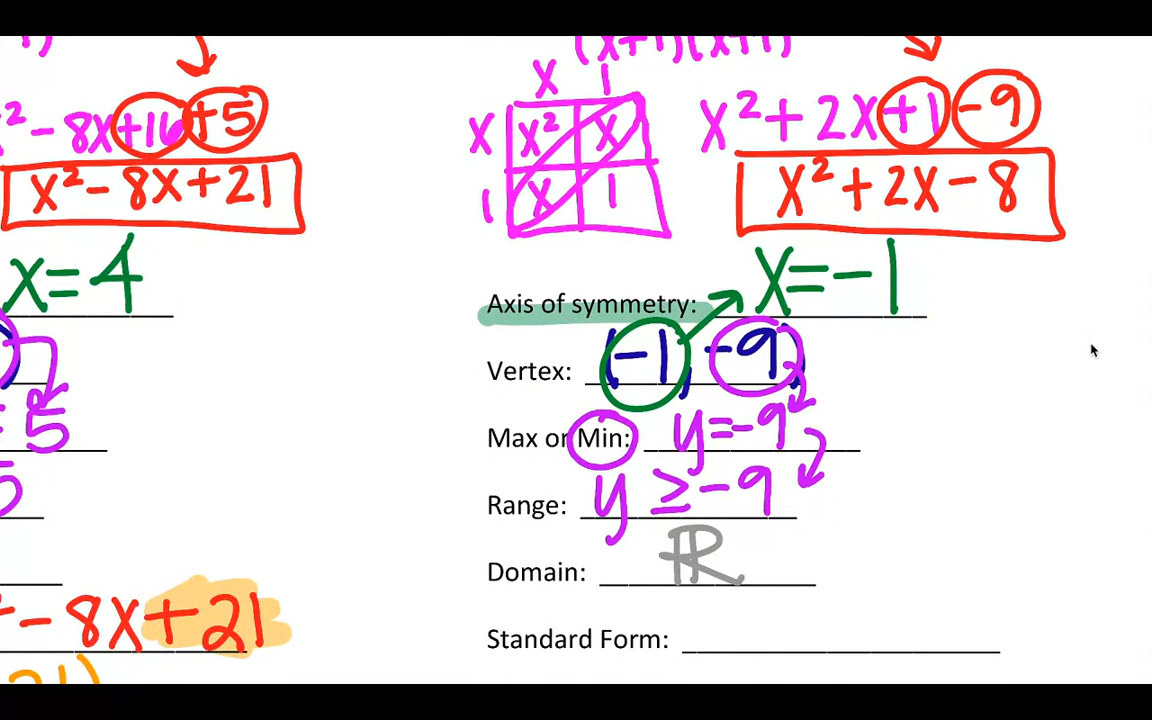 (x+1)(x+1)
x² - 8x +16 +5
x² - 8x + 21
x = 4
5
5
- 8x + 21
21)
x 1
x x² x
1 x 1
x² + 2x +1 -9
x² + 2x - 8
Axis of symmetry: x = -1
Vertex: (-1, -9)
Max or Min: y = -9
Range: y ≥ -9
Domain: ℝ
Standard Form: